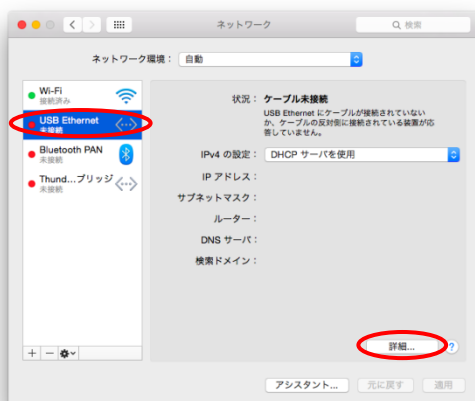 ネットワーク
検索
ネットワーク環境： 自動
Wi-Fi
接続済み
USB Ethernet
未接続
Bluetooth PAN
未接続
Thund...ブリッジ
未接続
状況： ケーブル未接続
USB Ethernet にケーブルが接続されていない
か、ケーブルの反対側に接続されている装置が応
答していません。
IPv4 の設定： DHCP サーバを使用
IP アドレス：
サブネットマスク：
ルーター：
DNS サーバ：
検索ドメイン：
詳細... ?
アシスタント... 元に戻す 適用